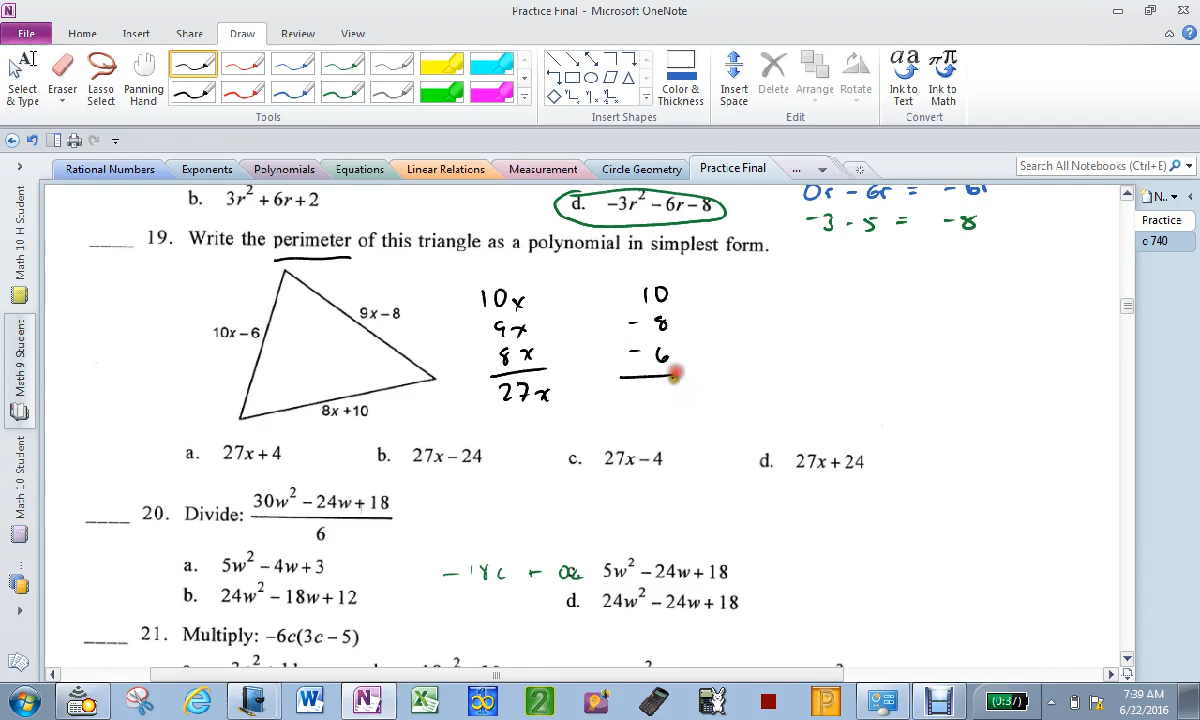 Practice Final - Microsoft OneNote
File Home Insert Share Draw Review View
Select & Type
Eraser
Lasso Select
Panning Hand
Color & Thickness
Insert Space
Delete
Arrange
Rotate
Ink to Text
Ink to Math
Tools
Insert Shapes
Edit
Convert
Rational Numbers Exponents Polynomials Equations Linear Relations Measurement Circle Geometry Practice Final ...
Search All Notebooks (Ctrl+E)
N..
Practice
c 740
Math 10 H Student
Math 9 Student
Math 10 Student
b. 3r² + 6r + 2
d. -3r² - 6r - 8
0r - 6r = - 6r
-3 - 5 = -8
19. Write the perimeter of this triangle as a polynomial in simplest form.
10x – 6
9x – 8
8x + 10
10x
9x
8x
27x
10
- 8
- 6
a. 27x + 4
b. 27x – 24
c. 27x – 4
d. 27x + 24
20. Divide: 30w² – 24w + 18
6
a. 5w² – 4w + 3
5w² – 24w + 18
b. 24w² – 18w + 12
d. 24w² – 24w + 18
21. Multiply: –6c(3c – 5)
(0:37)
7:39 AM
6/22/2016